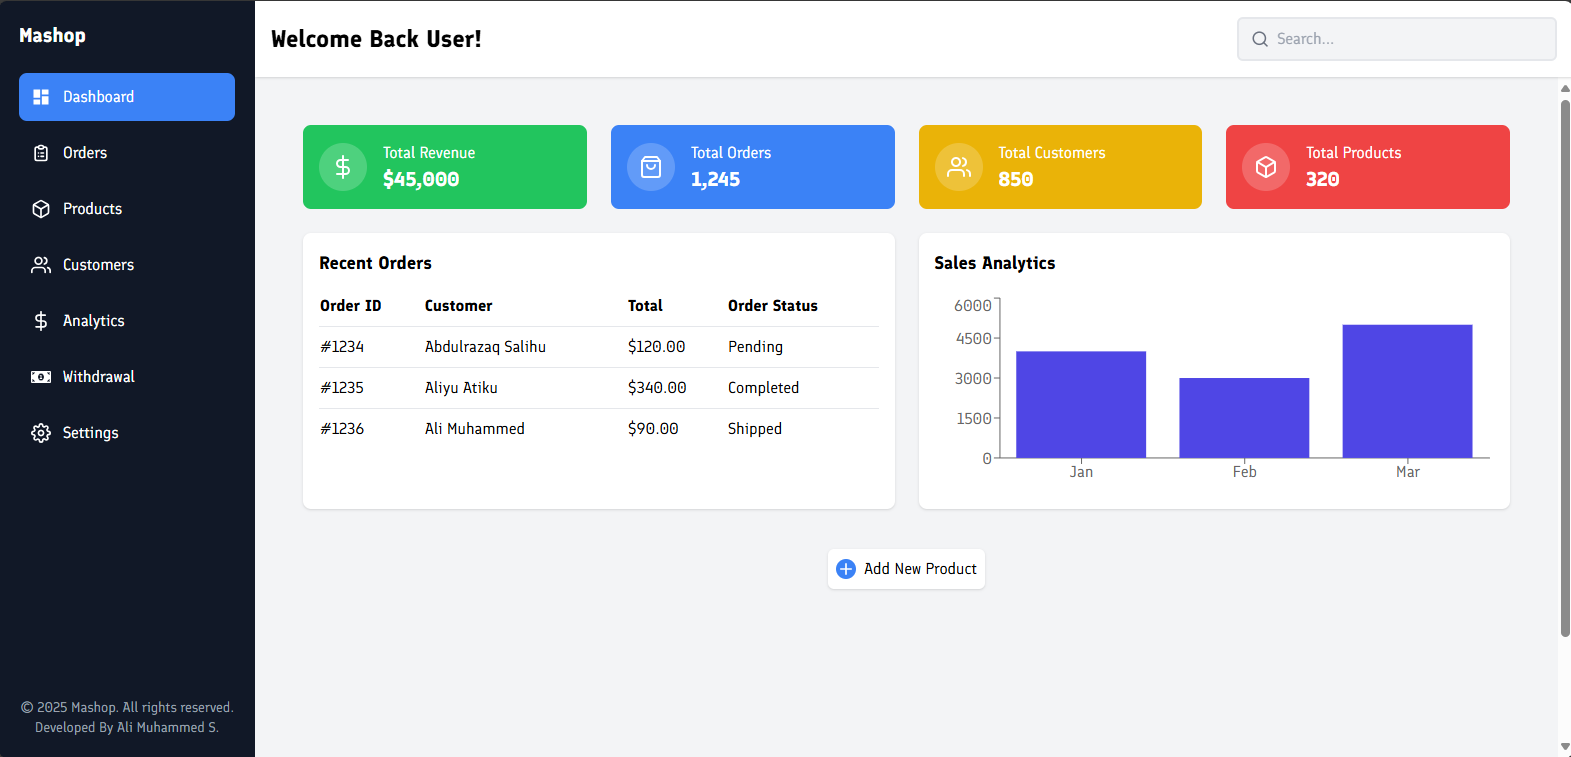 Mashop
Dashboard
Orders
Products
Customers
Analytics
Withdrawal
Settings
© 2025 Mashop. All rights reserved.
Developed By Ali Muhammed S.
Welcome Back User!
Search...
Total Revenue
$45,000
Total Orders
1,245
Total Customers
850
Total Products
320
Recent Orders
Order ID Customer Total Order Status
#1234 Abdulrazaq Salihu $120.00 Pending
#1235 Aliyu Atiku $340.00 Completed
#1236 Ali Muhammed $90.00 Shipped
Sales Analytics
6000
4500
3000
1500
0
Jan Feb Mar
Add New Product